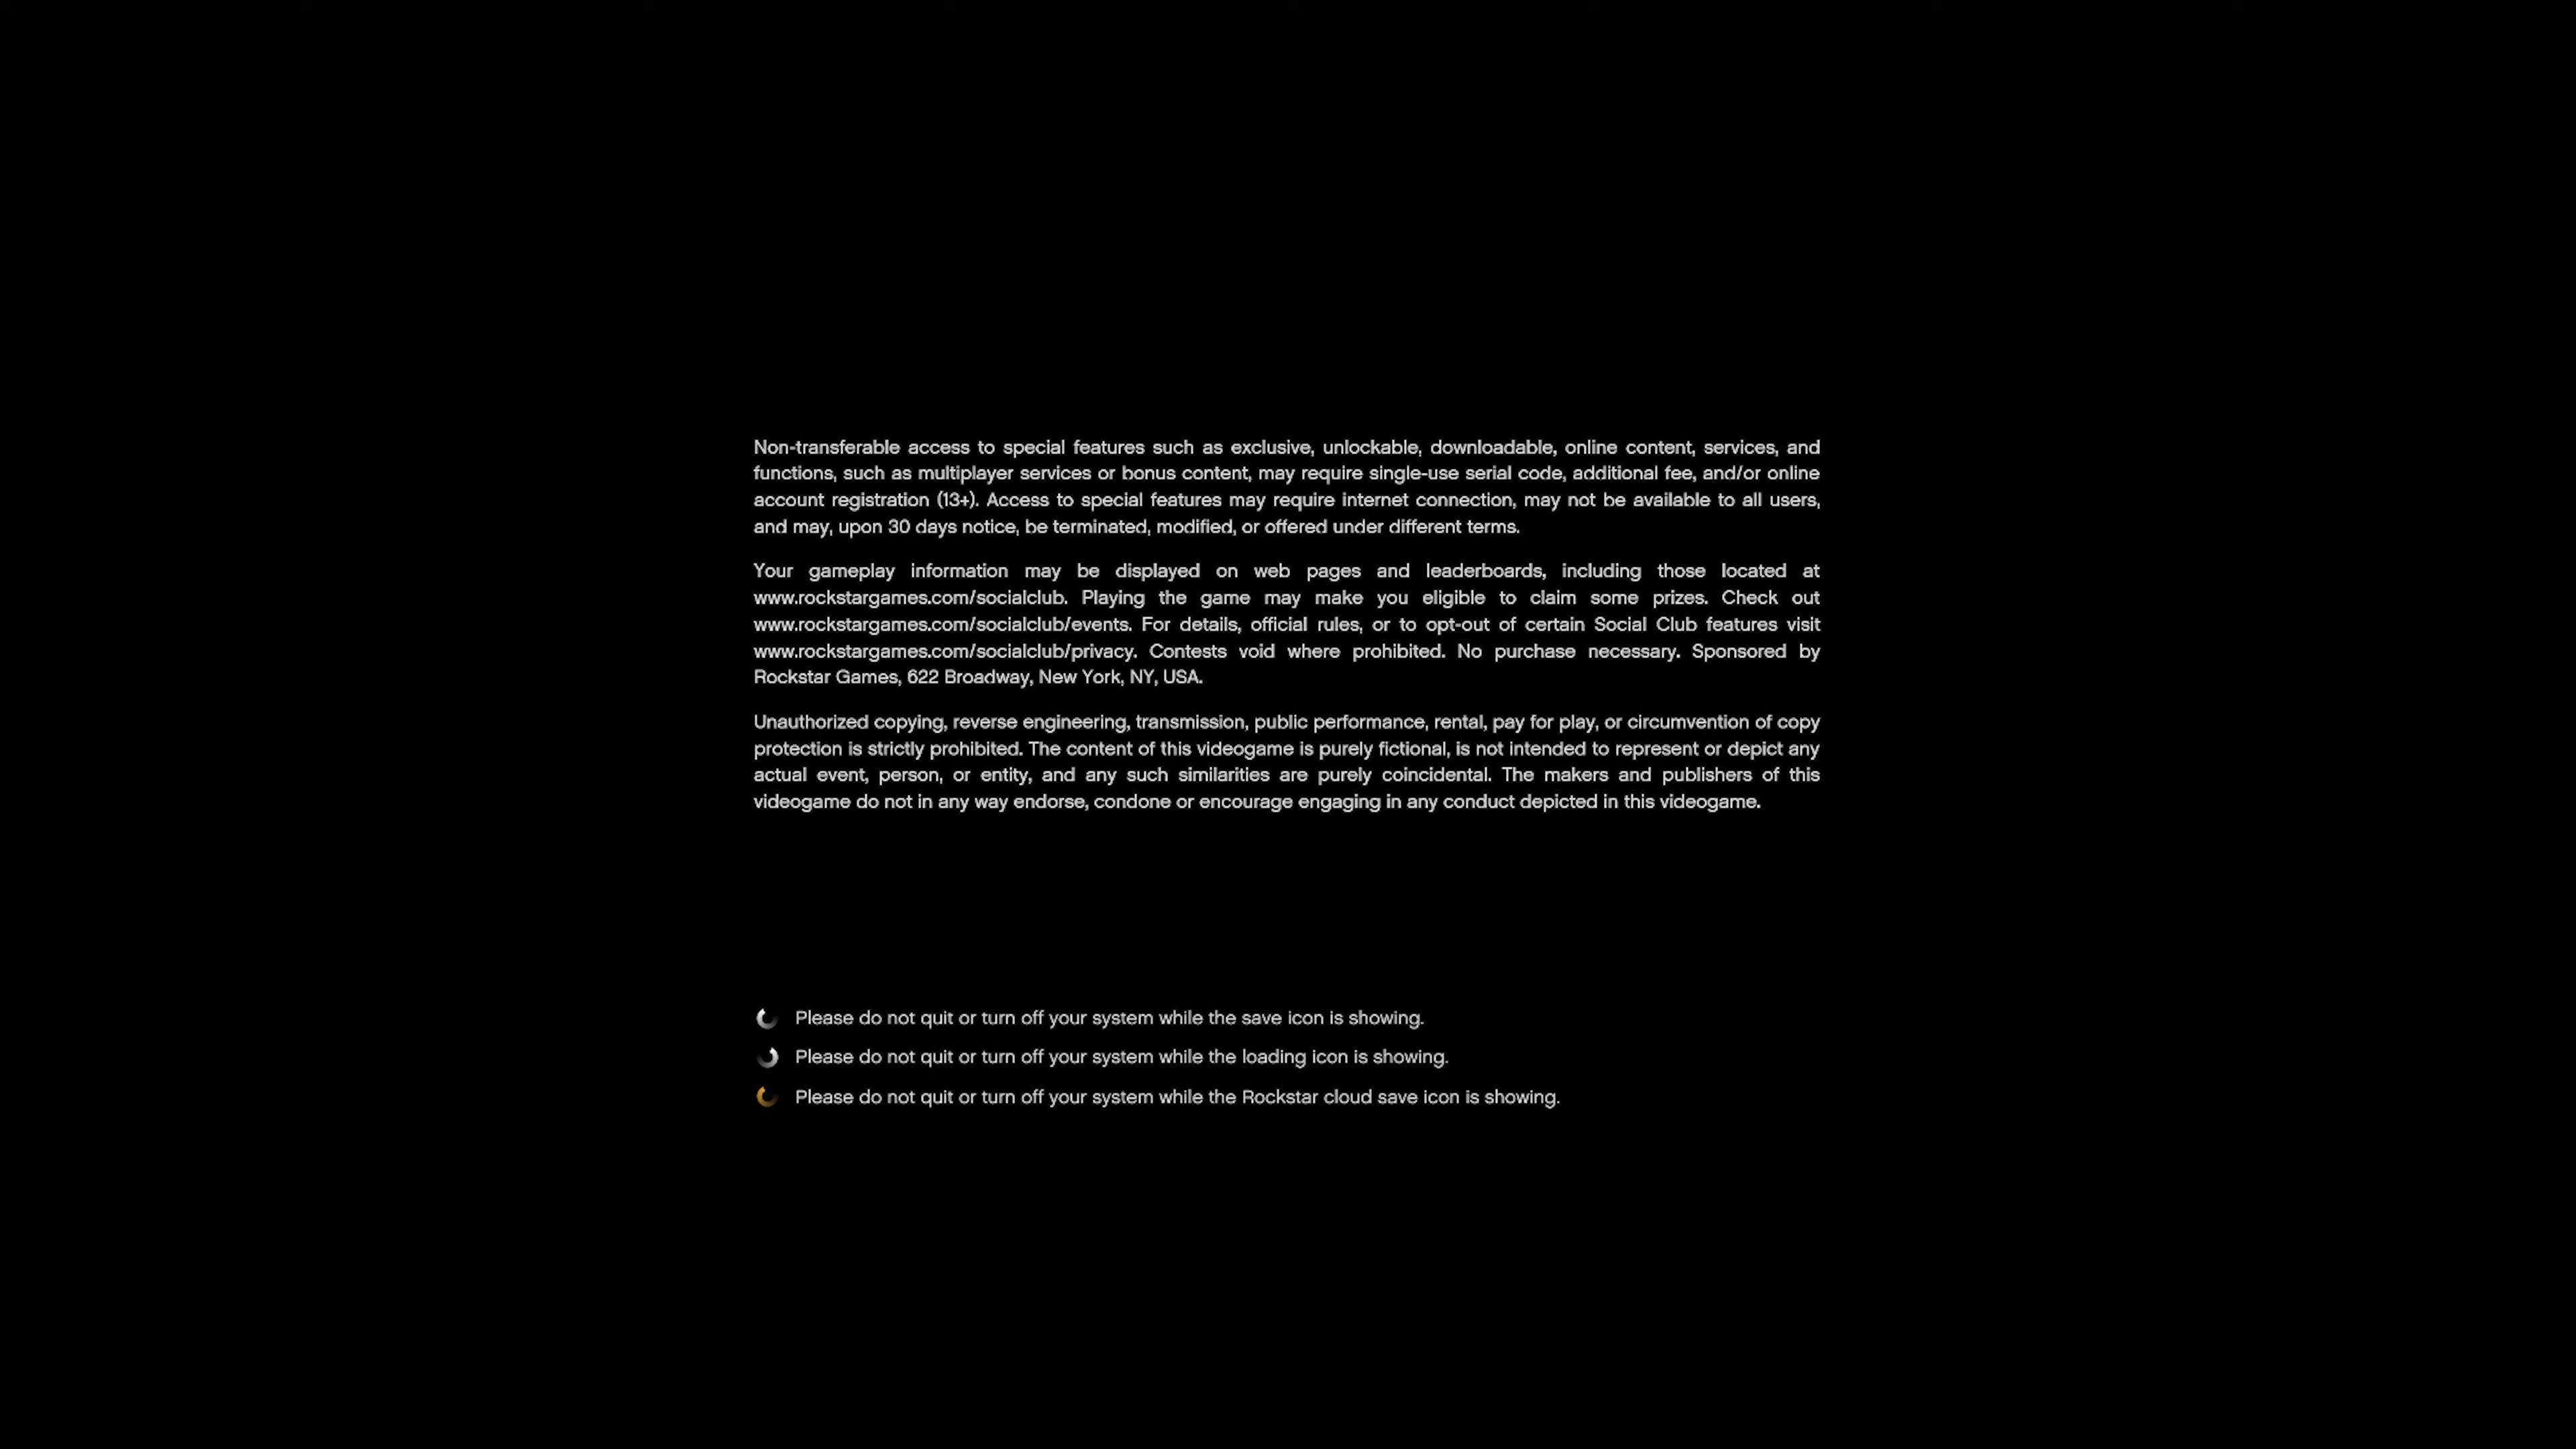 Non-transferable access to special features such as exclusive, unlockable, downloadable, online content, services, and
functions, such as multiplayer services or bonus content, may require single-use serial code, additional fee, and/or online
account registration (13+). Access to special features may require internet connection, may not be available to all users,
and may, upon 30 days notice, be terminated, modified, or offered under different terms.
Your gameplay information may be displayed on web pages and leaderboards, including those located at
www.rockstargames.com/socialclub. Playing the game may make you eligible to claim some prizes. Check out
www.rockstargames.com/socialclub/events. For details, official rules, or to opt-out of certain Social Club features visit
www.rockstargames.com/socialclub/privacy. Contests void where prohibited. No purchase necessary. Sponsored by
Rockstar Games, 622 Broadway, New York, NY, USA.
Unauthorized copying, reverse engineering, transmission, public performance, rental, pay for play, or circumvention of copy
protection is strictly prohibited. The content of this videogame is purely fictional, is not intended to represent or depict any
actual event, person, or entity, and any such similarities are purely coincidental. The makers and publishers of this
videogame do not in any way endorse, condone or encourage engaging in any conduct depicted in this videogame.
Please do not quit or turn off your system while the save icon is showing.
Please do not quit or turn off your system while the loading icon is showing.
Please do not quit or turn off your system while the Rockstar cloud save icon is showing.